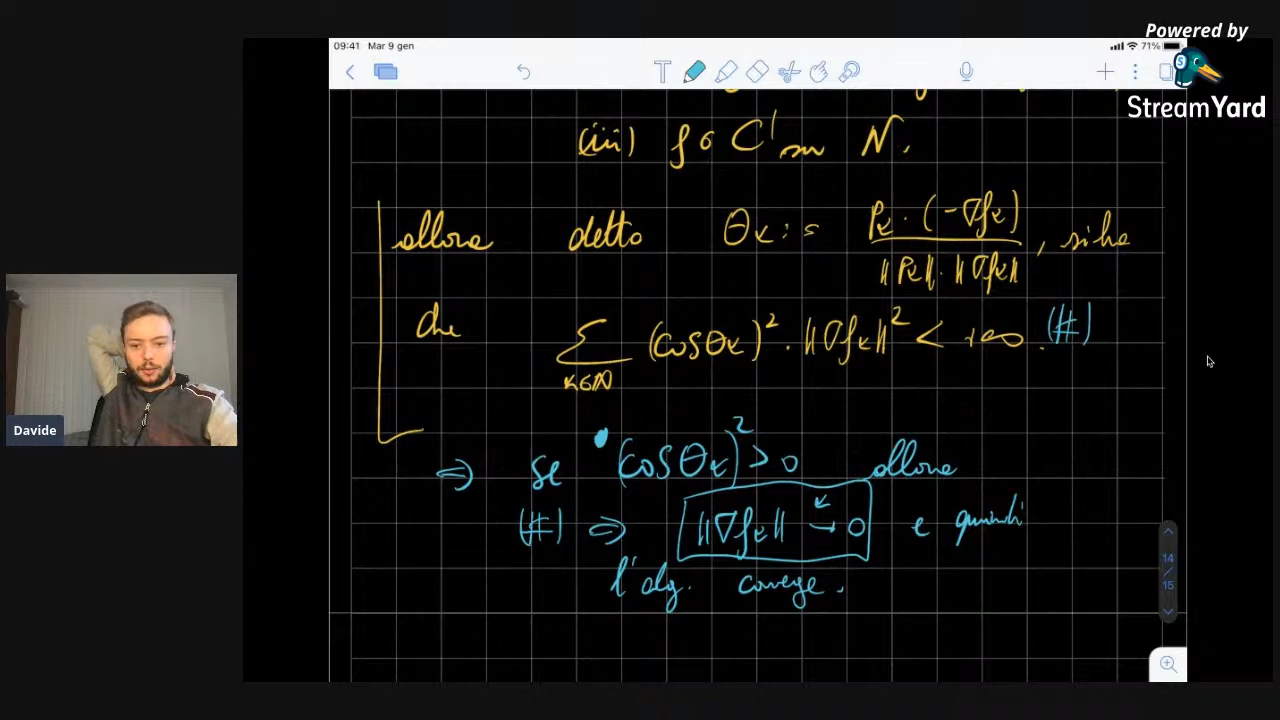 Powered by
StreamYard
09:41 Mar 9 gen
71%
(iii) f ∈ C¹ su N.
allora detto θk := pk · (-∇fk) / ‖pk‖ · ‖∇fk‖, si ha
che Σ k∈ℕ (cos θk)² · ‖∇fk‖² < +∞. (#)
⇒ se (cos θk)² > 0 allora
(#) ⇒ ‖∇fk‖ → 0 e quindi
l'alg. converge.
14
/
15
Davide